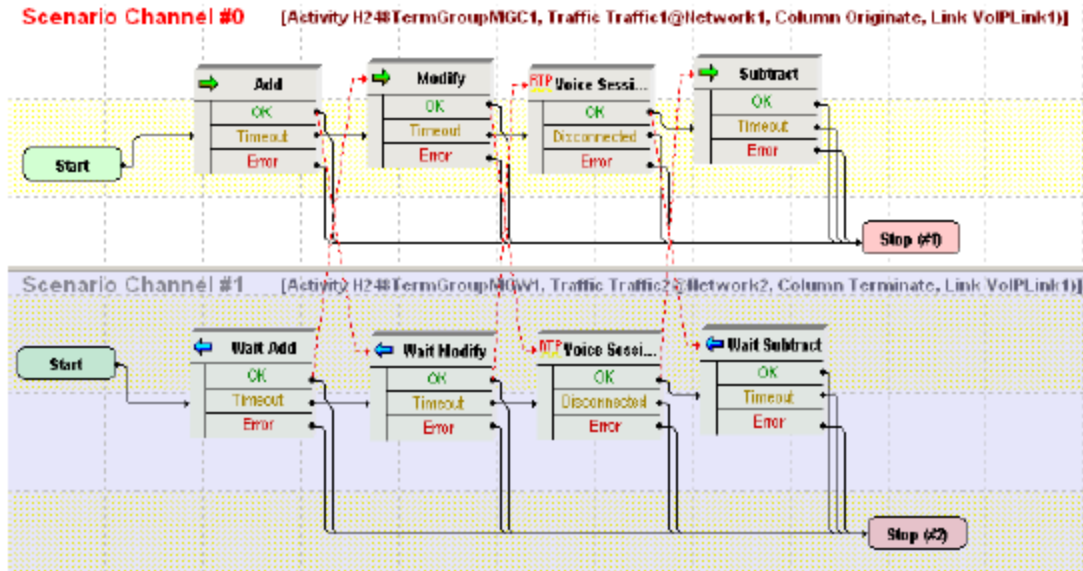 Scenario Channel #0 [Activity H248TermGroupMGC1, Traffic Traffic1@Network1, Column Originate, Link VoIPLink1)]
Add
OK
Timeout
Error
Modify
OK
Timeout
Error
RTP Voice Sessi...
OK
Disconnected
Error
Subtract
OK
Timeout
Error
Start
Stop (#1)
Scenario Channel #1 [Activity H248TermGroupMGW1, Traffic Traffic2@Network2, Column Terminate, Link VoIPLink1)]
Wait Add
OK
Timeout
Error
Wait Modify
OK
Timeout
Error
RTP Voice Sessi...
OK
Disconnected
Error
Wait Subtract
OK
Timeout
Error
Start
Stop (#2)